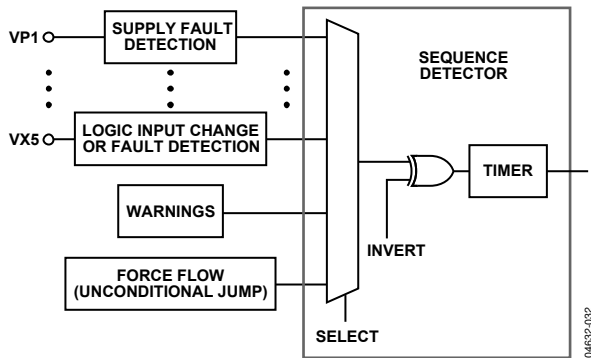 VP1
SUPPLY FAULT
DETECTION
SEQUENCE
DETECTOR
VX5
LOGIC INPUT CHANGE
OR FAULT DETECTION
TIMER
WARNINGS
INVERT
FORCE FLOW
(UNCONDITIONAL JUMP)
SELECT
04632-032